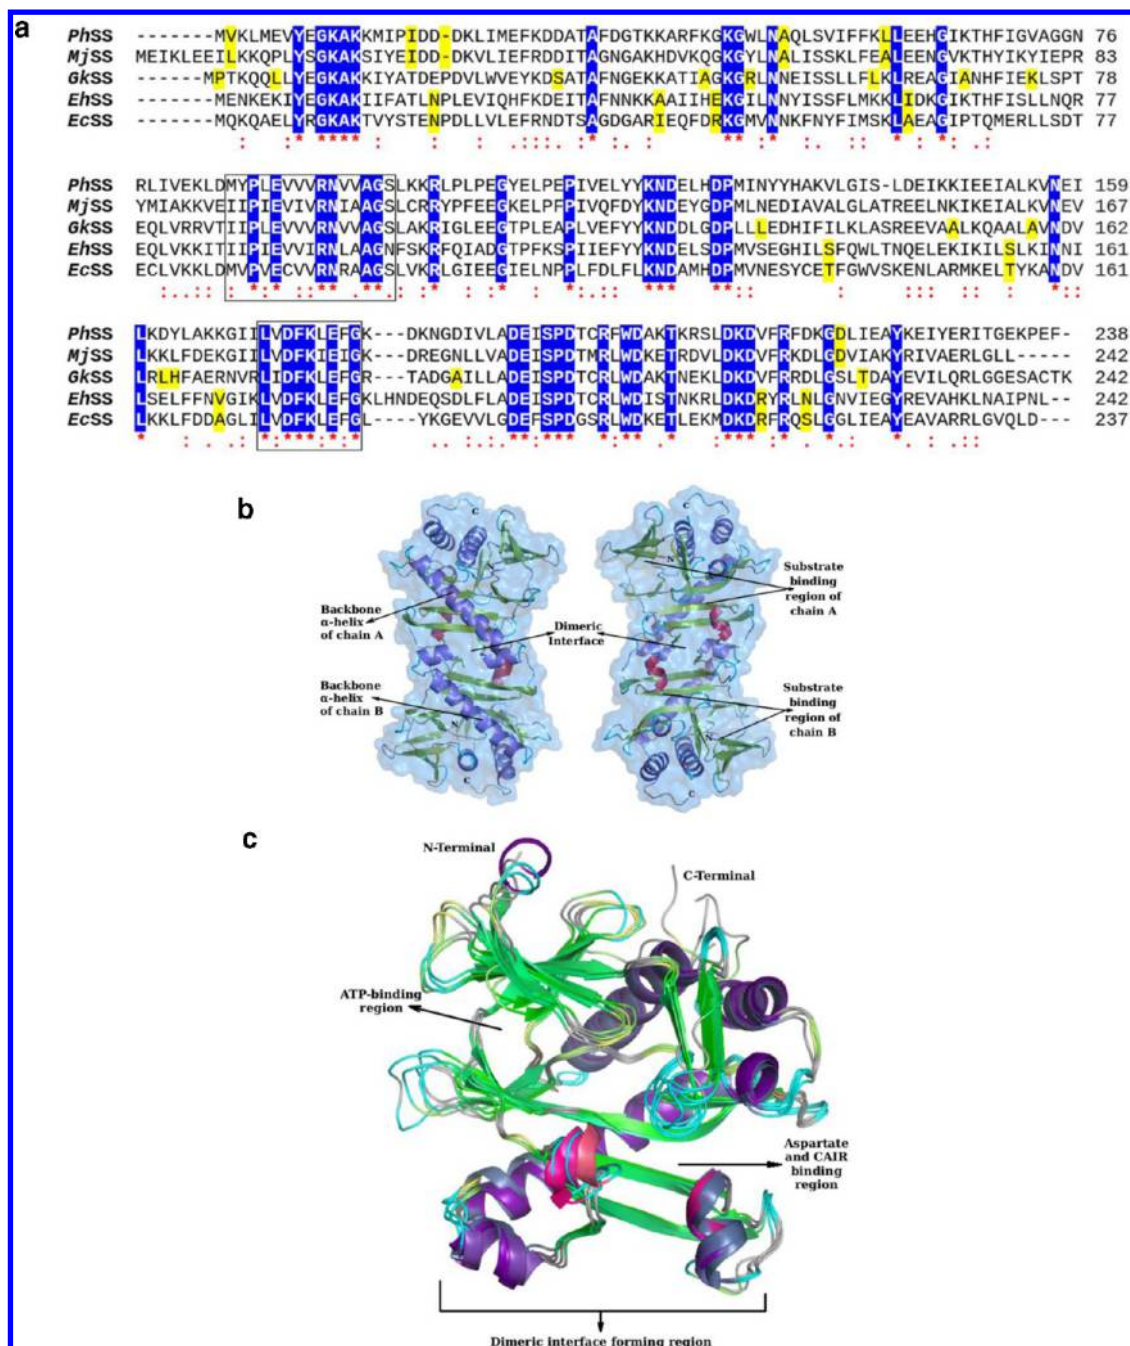 a
PhSS -------MVKLMEVYEGKAKKMIPIDD-DKLIMEFKDDATAFDGTKKARFKGKGWLNAQLSVIFFKLLEEHGIKTHFIGVAGGN 76
MjSS MEIKLEEILKKQPLYSGKAKSIYEIDD-DKVLIEFRDDITAGNGAKHDVKQGKGYLNALISSKLFEALEENGVKTHYIKYIEPR 83
GkSS ------MPTKQQLLYEGKAKKIYATDEPDVLWVEYKDSATAFNGEKKATIAGKGRLNNEISSLLFLKLREAGIANHFIEKLSPT 78
EhSS -------MENKEKIYEGKAKIIFATLNPLEVIQHFKDEITAFNNKKAAIIHEKGILNNYISSFLMKKLIDKGIKTHFISLLNQR 77
EcSS -------MQKQAELYRGKAKTVYSTENPDLLVLEFRNDTSAGDGARIEQFDRKGMVNNKFNYFIMSKLAEAGIPTQMERLLSDT 77
PhSS RLIVEKLDMYPLEVVVRNVVAGSLKKRLPLPEGYELPEPIVELYYKNDELHDPMINYYHAKVLGIS-LDEIKKIEEIALKVNEI 159
MjSS YMIAKKVEIIPIEVIVRNIAAGSLCRRYPFEEGKELPFPIVQFDYKNDEYGDPMLNEDIAVALGLATREELNKIKEIALKVNEV 167
GkSS EQLVRRVTIIPLEVVVRNVVAGSLAKRIGLEEGTPLEAPLVEFYYKNDDLGDPLLLEDHIFILKLASREEVAALKQAALAVNDV 162
EhSS EQLVKKITIIPLEVVVRNLAAGNFSKRFQIADGTPFKSPIIEFYYKNDELSDPMVSEGHILSFQWLTNQELEKIKILSLKINNI 161
EcSS ECLVKKLDMVPVECVVRNRAAGSLVKRLGIEEGIELNPPLFDLFLKNDAMHDPMVNESYCETFGWVSKENLARMKELTYKANDV 161
PhSS LKDYLAKKGIILVDFKLEFGK---DKNGDIVLADEISPDTCRFWDAKTKRSLDKDVFRFDKGDLIEAYKEIYERITGEKPEF- 238
MjSS LKKLFDEKGIILVDFKIEIGK---DREGNLLVADEISPDTMRLWDKETRDVLDKDVFRKDLGDVIAKYRIVAERLGLL----- 242
GkSS LRLHFAERNVRLIDFKLEFGR---TADGAILLADEISPDTCRLWDAKTNEKLDKDVFRRDLGSLTDAYEVILQRLGGESACTK 242
EhSS LSELFFNVGIKLVDFKLEFGKLHNDEQSDLFLADEISPDTCRLWDISTNKRLDKDRYRLNLGNVIEGYREVAHKLNAIPNL- 242
EcSS LKKLFDDAGLILVDFKLEFGL---YKGEVVLGDEFSPDGSRLWDKETLEKMDKDRFRQSLGGLIEAYEAVARRLGVQLD- 237
b
C
N
Backbone
α-helix
of chain A
Dimeric
Interface
Substrate
binding
region of
chain A
Backbone
α-helix
of chain B
Substrate
binding
region of
chain B
N
N
C
C
c
N-Terminal
C-Terminal
ATP-binding
region
Aspartate
and CAIR
binding
region
Dimeric interface forming region